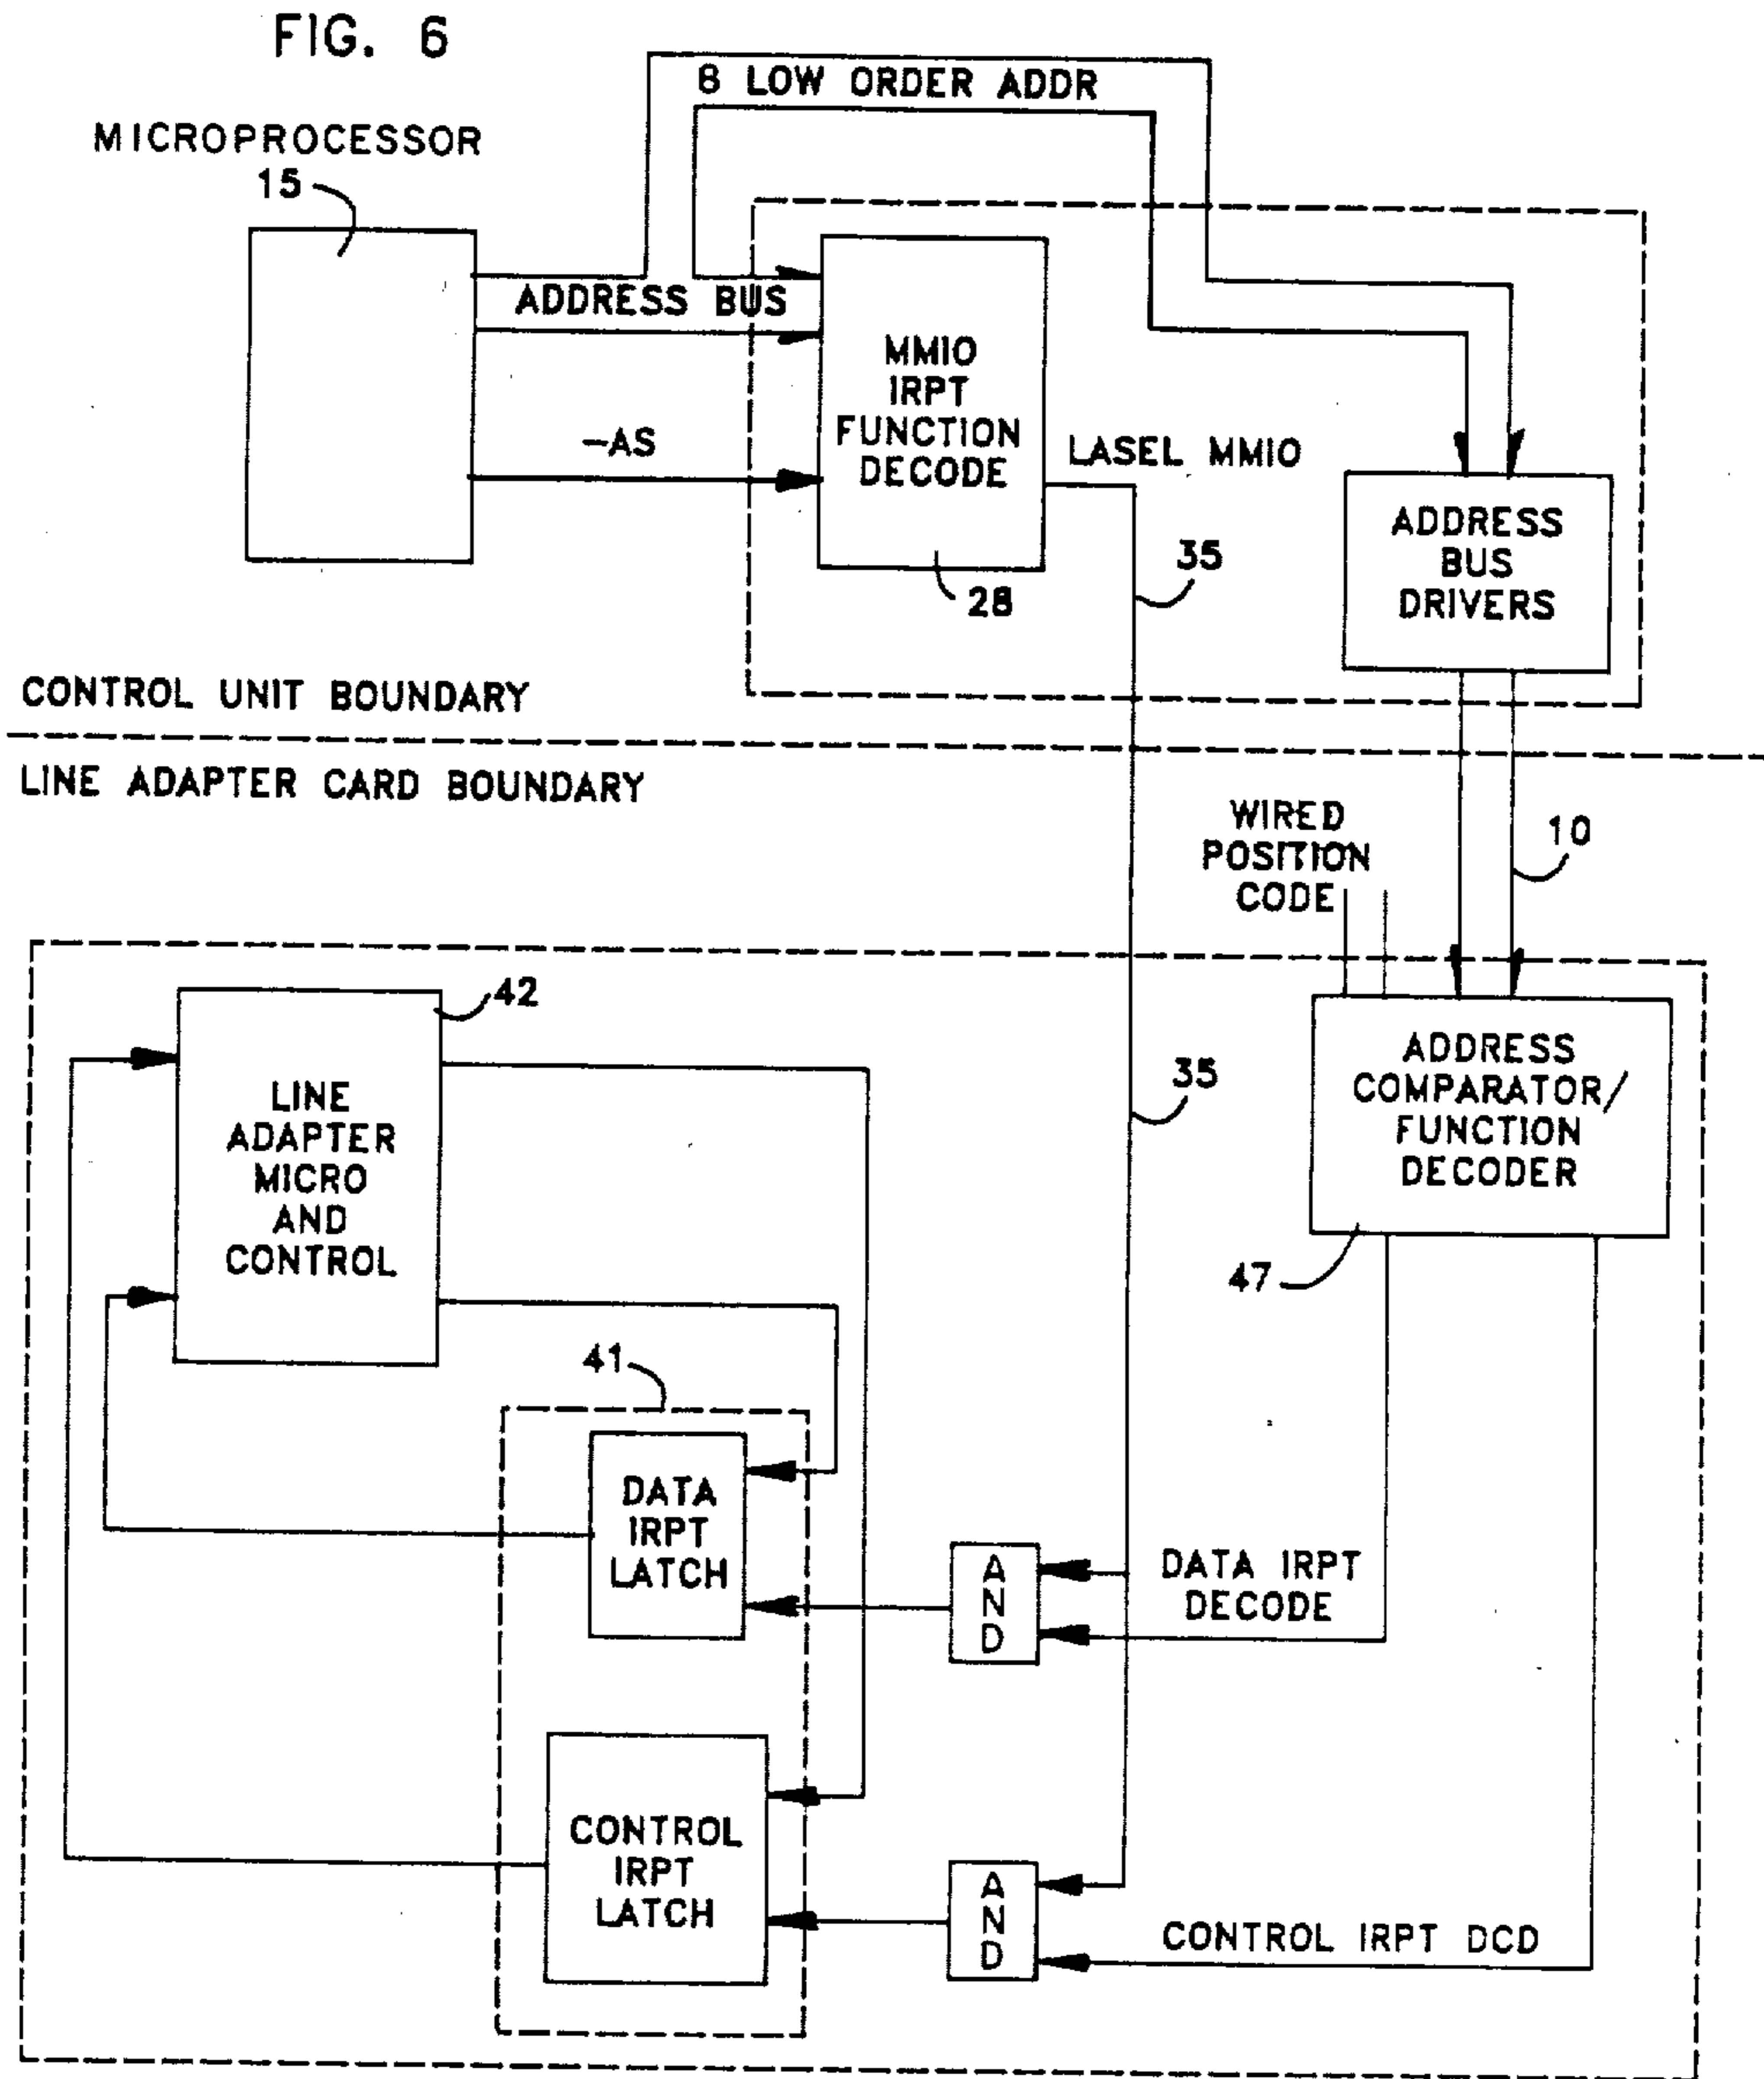 FIG. 6
8 LOW ORDER ADDR
MICROPROCESSOR
15
ADDRESS BUS
MMIO
IRPT
FUNCTION
DECODE
-AS
LASEL MMIO
ADDRESS
BUS
DRIVERS
35
28
CONTROL UNIT BOUNDARY
LINE ADAPTER CARD BOUNDARY
WIRED
POSITION
CODE
10
42
LINE
ADAPTER
MICRO
AND
CONTROL
35
ADDRESS
COMPARATOR/
FUNCTION
DECODER
47
41
DATA
IRPT
LATCH
AND
DATA IRPT
DECODE
CONTROL
IRPT
LATCH
AND
CONTROL IRPT DCD